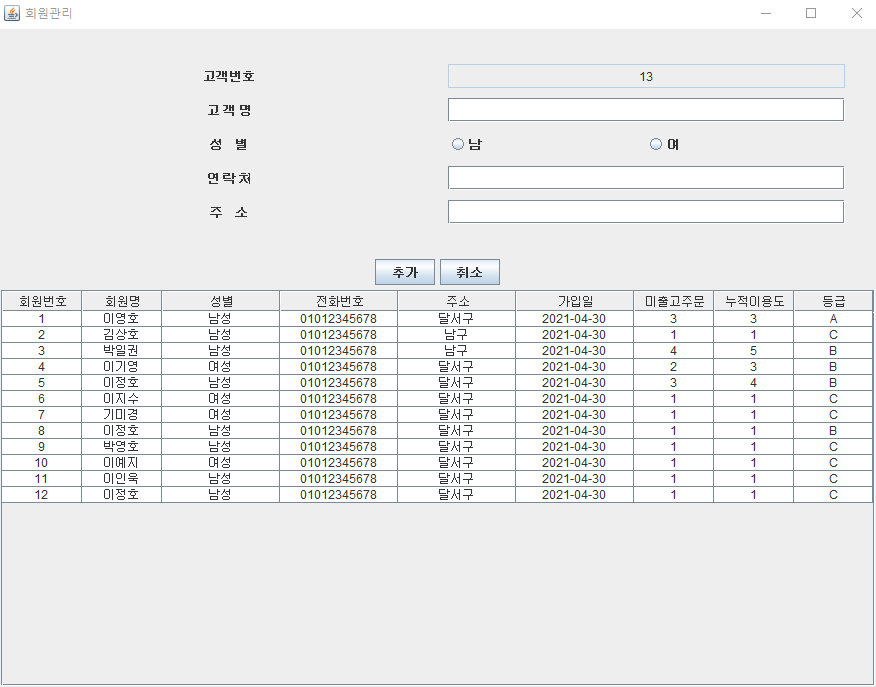 회원관리
고객번호 13
고 객 명
성 별 남 여
연 락 처
주 소
추가 취소
회원번호 회원명 성별 전화번호 주소 가입일 미출고주문 누적이용도 등급
1 이영호 남성 01012345678 달서구 2021-04-30 3 3 A
2 김상호 남성 01012345678 남구 2021-04-30 1 1 C
3 박일권 남성 01012345678 남구 2021-04-30 4 5 B
4 이기영 여성 01012345678 달서구 2021-04-30 2 3 B
5 이정호 남성 01012345678 달서구 2021-04-30 3 4 B
6 이지수 여성 01012345678 달서구 2021-04-30 1 1 C
7 기미경 여성 01012345678 달서구 2021-04-30 1 1 C
8 이정호 남성 01012345678 달서구 2021-04-30 1 1 B
9 박영호 남성 01012345678 달서구 2021-04-30 1 1 C
10 이예지 여성 01012345678 달서구 2021-04-30 1 1 C
11 이인욱 남성 01012345678 달서구 2021-04-30 1 1 C
12 이정호 남성 01012345678 달서구 2021-04-30 1 1 C